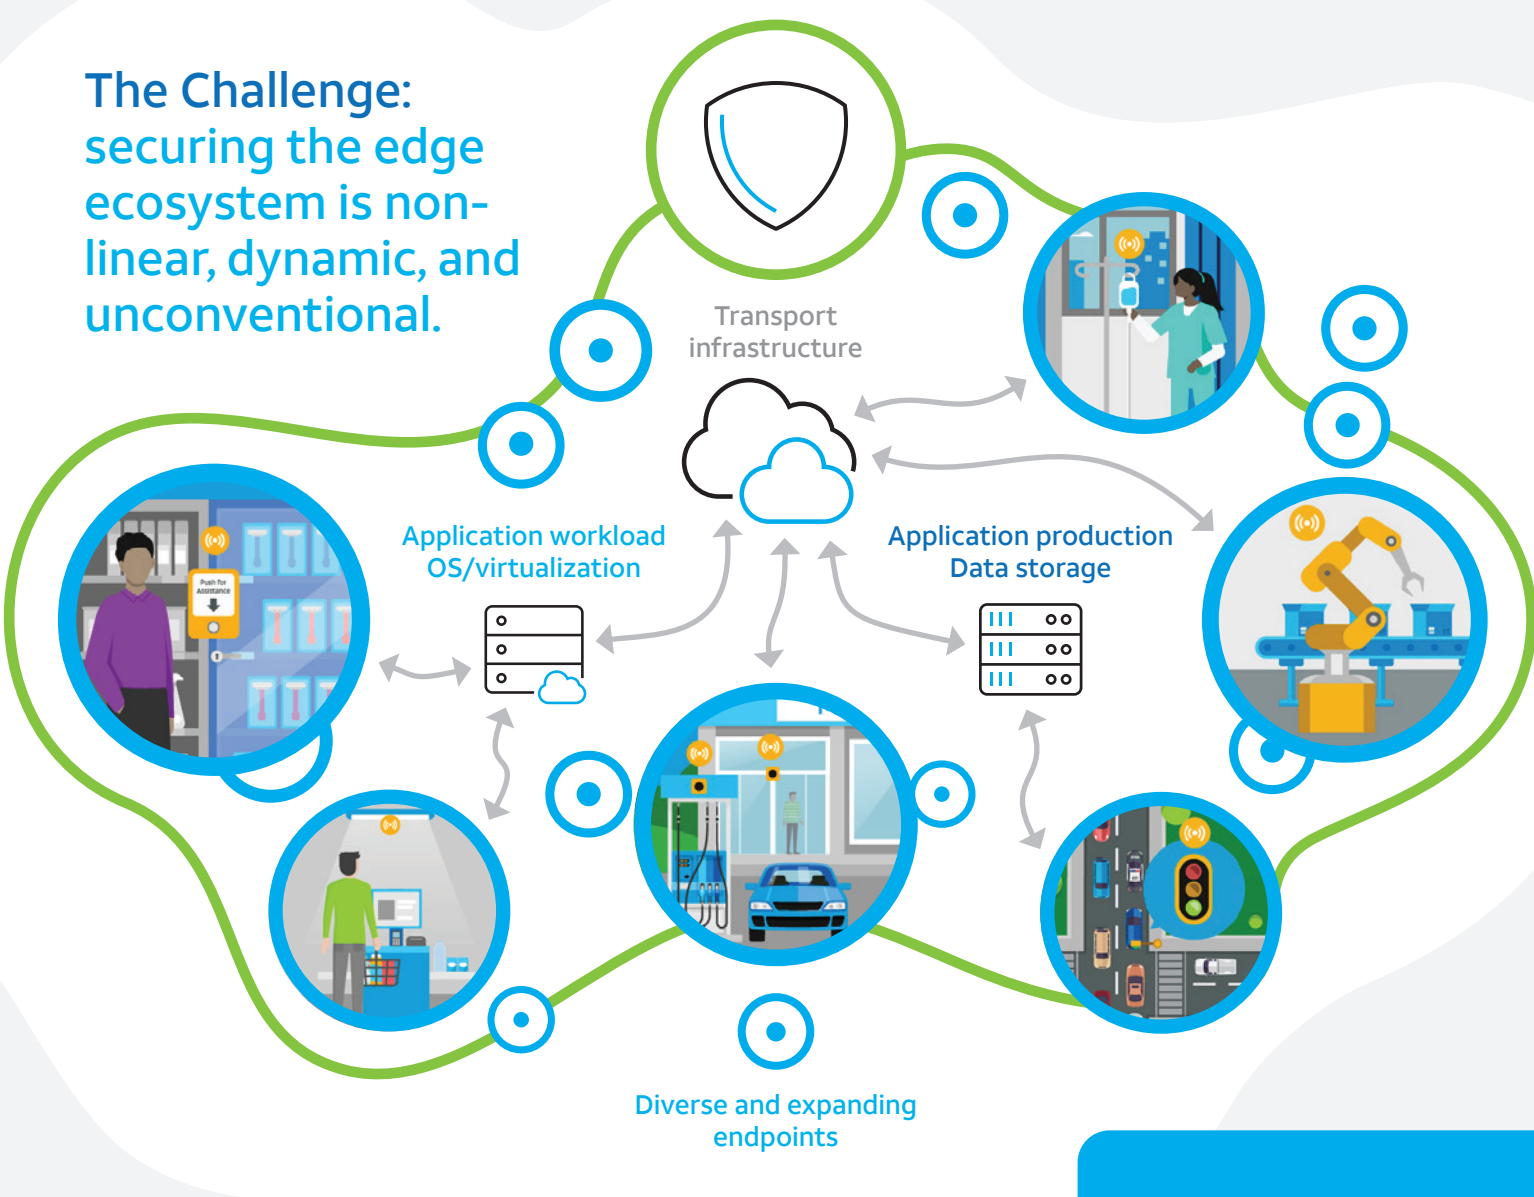 The Challenge:
securing the edge
ecosystem is non-
linear, dynamic, and
unconventional.
Transport
infrastructure
Application workload
OS/virtualization
Application production
Data storage
Push for
Assistance
Diverse and expanding
endpoints